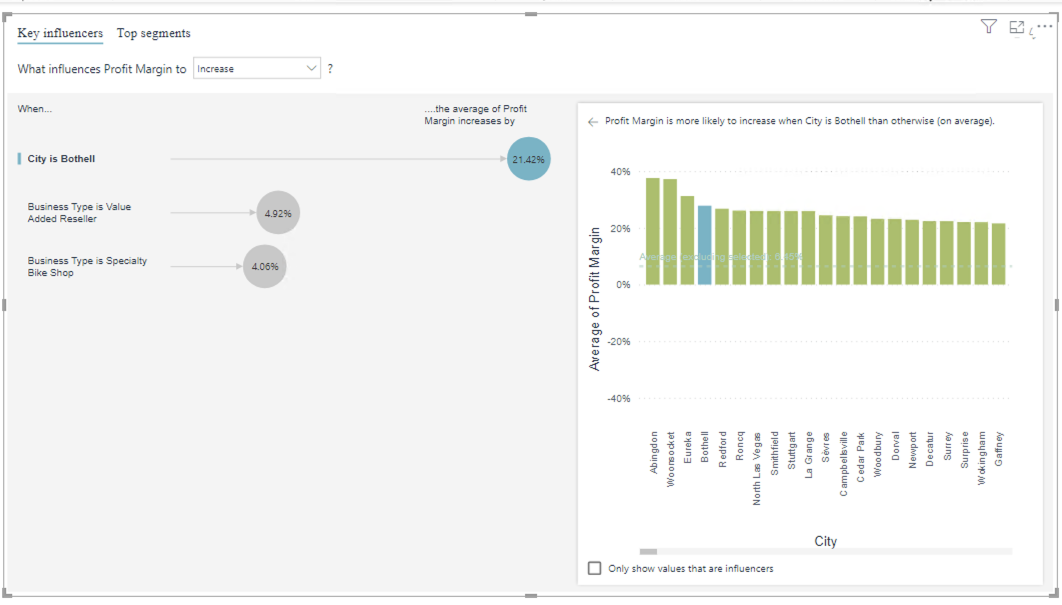 Key influencers Top segments
What influences Profit Margin to Increase ?
When...
....the average of Profit
Margin increases by
City is Bothell
21.42%
Business Type is Value
Added Reseller
4.92%
Business Type is Specialty
Bike Shop
4.06%
Profit Margin is more likely to increase when City is Bothell than otherwise (on average).
Average of Profit Margin
40%
20%
0%
-20%
-40%
Average (excluding selected): 6.45%
Abingdon
Woonsocket
Eureka
Bothell
Redford
Roncq
North Las Vegas
Smithfield
Stuttgart
La Grange
Sèvres
Campbellsville
Cedar Park
Woodbury
Dorval
Newport
Decatur
Surrey
Surprise
Wokingham
Gaffney
City
Only show values that are influencers